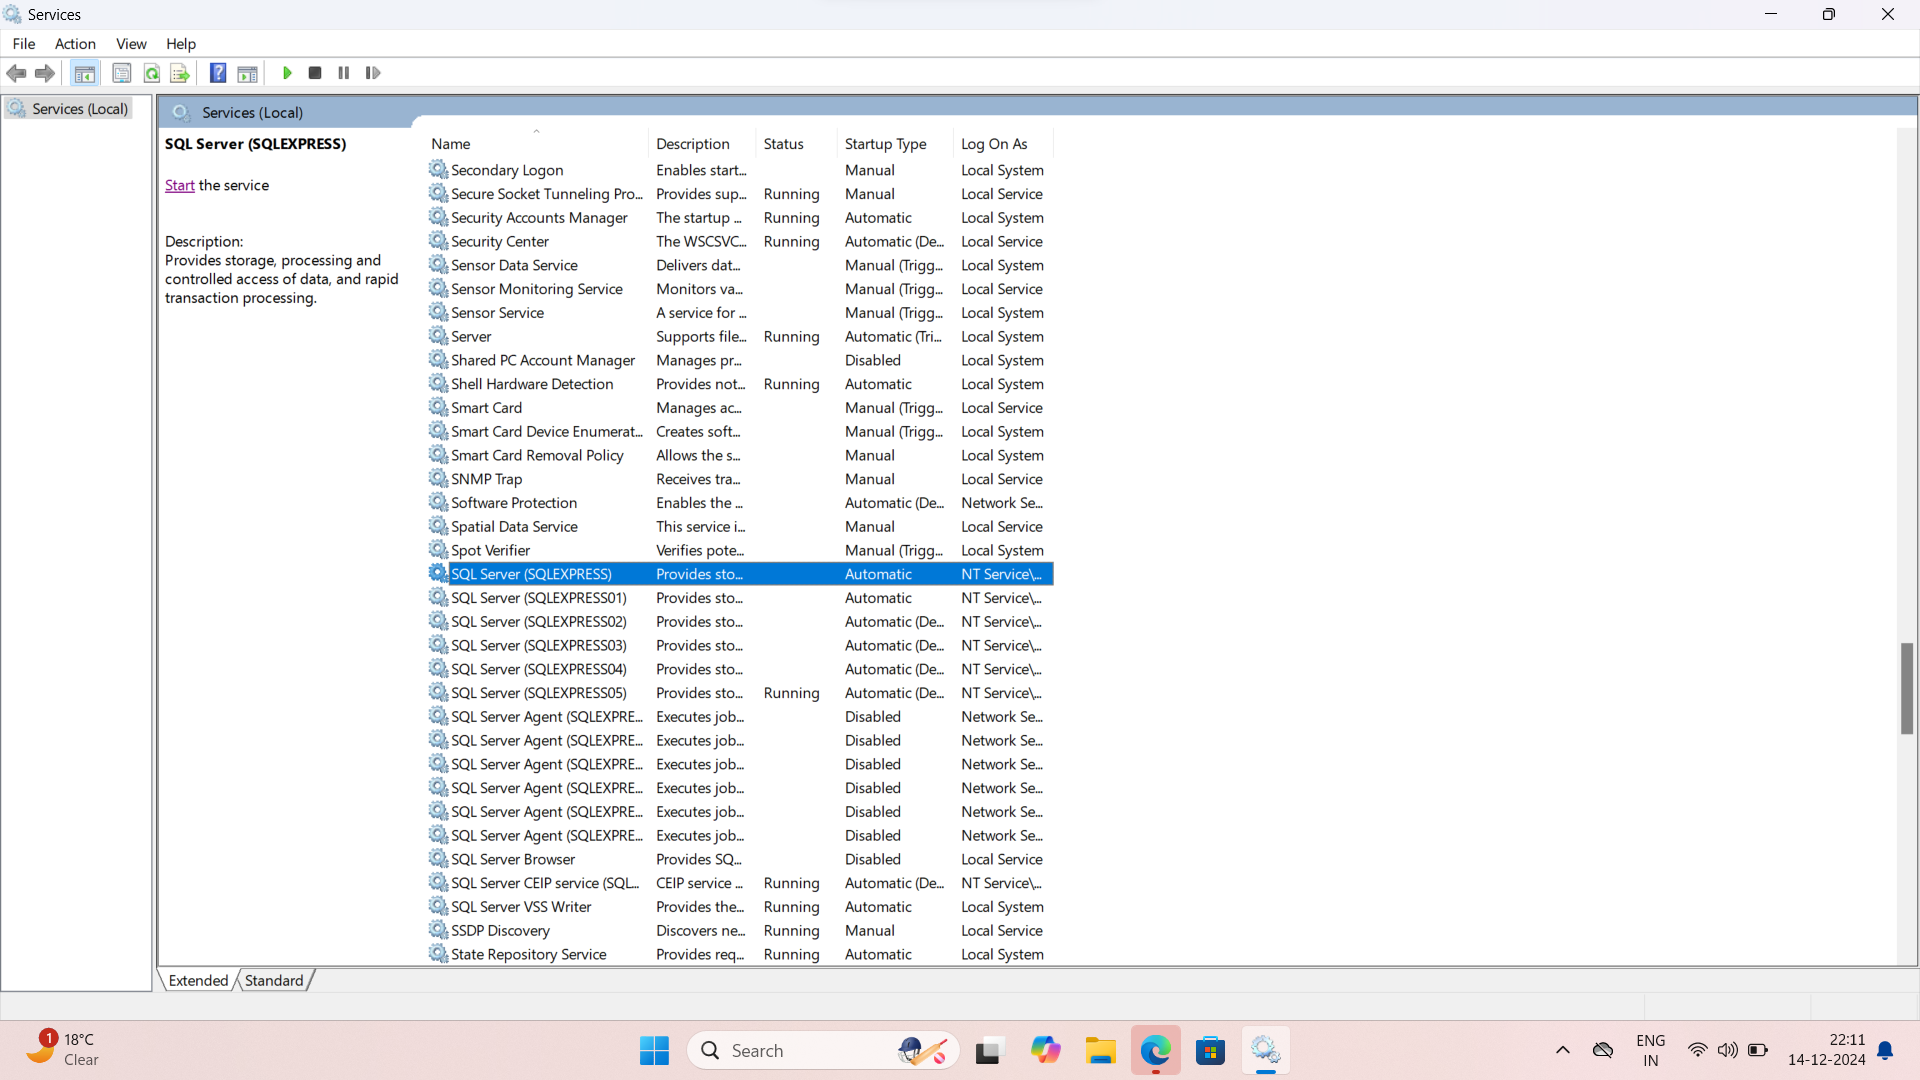 Services
File Action View Help
Services (Local)
Services (Local)
SQL Server (SQLEXPRESS)
Start the service
Description:
Provides storage, processing and
controlled access of data, and rapid
transaction processing.
Name Description Status Startup Type Log On As
Secondary Logon Enables start... Manual Local System
Secure Socket Tunneling Pro... Provides sup... Running Manual Local Service
Security Accounts Manager The startup ... Running Automatic Local System
Security Center The WSCSVC... Running Automatic (De... Local Service
Sensor Data Service Delivers dat... Manual (Trigg... Local System
Sensor Monitoring Service Monitors va... Manual (Trigg... Local Service
Sensor Service A service for ... Manual (Trigg... Local System
Server Supports file... Running Automatic (Tri... Local System
Shared PC Account Manager Manages pr... Disabled Local System
Shell Hardware Detection Provides not... Running Automatic Local System
Smart Card Manages ac... Manual (Trigg... Local Service
Smart Card Device Enumerat... Creates soft... Manual (Trigg... Local System
Smart Card Removal Policy Allows the s... Manual Local System
SNMP Trap Receives tra... Manual Local Service
Software Protection Enables the ... Automatic (De... Network Se...
Spatial Data Service This service i... Manual Local Service
Spot Verifier Verifies pote... Manual (Trigg... Local System
SQL Server (SQLEXPRESS) Provides sto... Automatic NT Service\...
SQL Server (SQLEXPRESS01) Provides sto... Automatic NT Service\...
SQL Server (SQLEXPRESS02) Provides sto... Automatic (De... NT Service\...
SQL Server (SQLEXPRESS03) Provides sto... Automatic (De... NT Service\...
SQL Server (SQLEXPRESS04) Provides sto... Automatic (De... NT Service\...
SQL Server (SQLEXPRESS05) Provides sto... Running Automatic (De... NT Service\...
SQL Server Agent (SQLEXPRE... Executes job... Disabled Network Se...
SQL Server Agent (SQLEXPRE... Executes job... Disabled Network Se...
SQL Server Agent (SQLEXPRE... Executes job... Disabled Network Se...
SQL Server Agent (SQLEXPRE... Executes job... Disabled Network Se...
SQL Server Agent (SQLEXPRE... Executes job... Disabled Network Se...
SQL Server Agent (SQLEXPRE... Executes job... Disabled Network Se...
SQL Server Browser Provides SQ... Disabled Local Service
SQL Server CEIP service (SQL... CEIP service ... Running Automatic (De... NT Service\...
SQL Server VSS Writer Provides the... Running Automatic Local System
SSDP Discovery Discovers ne... Running Manual Local Service
State Repository Service Provides req... Running Automatic Local System
Extended Standard
1 18°C
Clear
Search
ENG
IN
22:11
14-12-2024